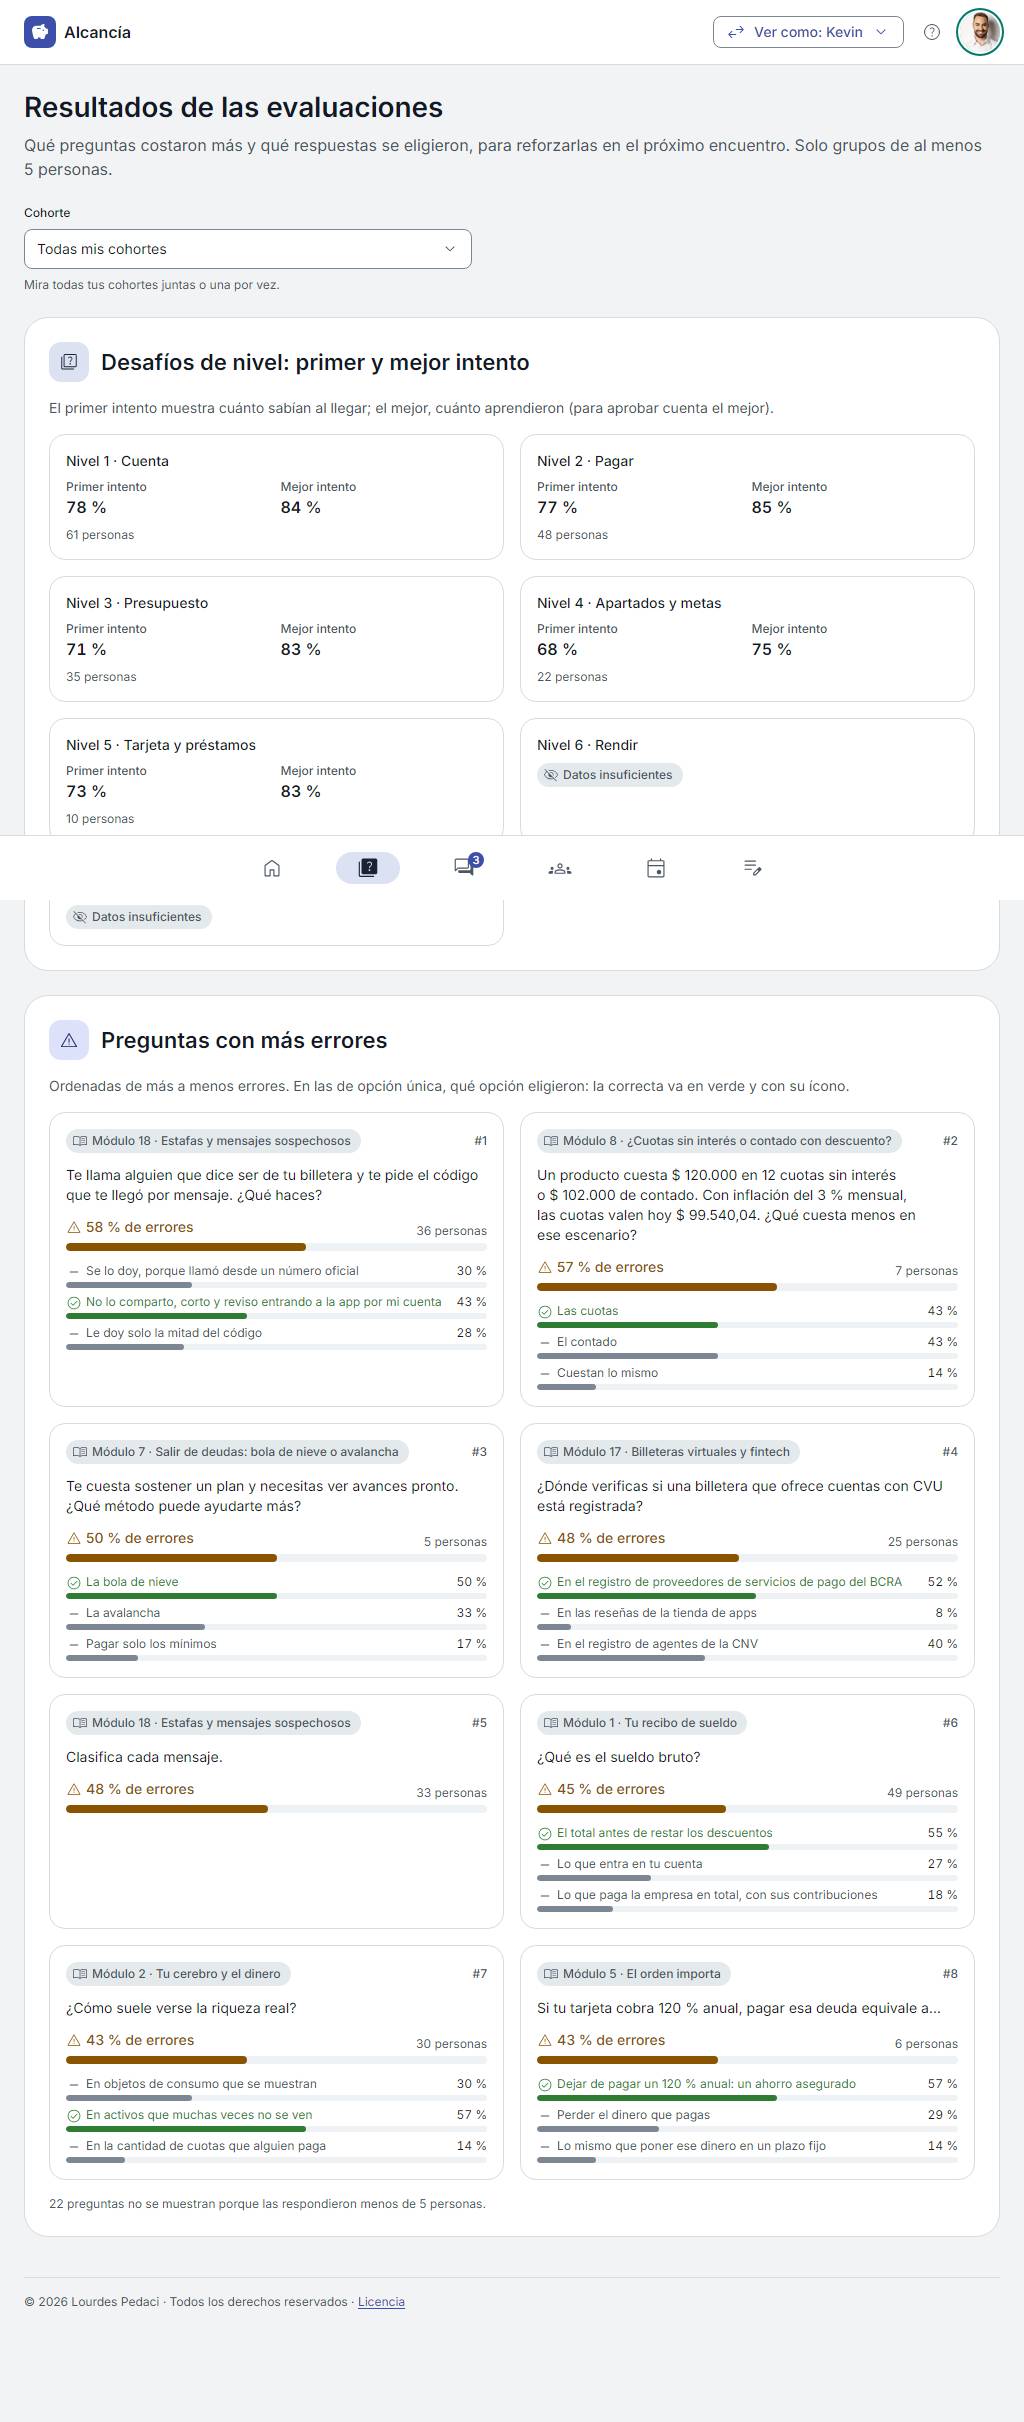 Alcancía
Ver como: Kevin
Resultados de las evaluaciones
Qué preguntas costaron más y qué respuestas se eligieron, para reforzarlas en el próximo encuentro. Solo grupos de al menos
5 personas.
Cohorte
Todas mis cohortes
Mira todas tus cohortes juntas o una por vez.
Desafíos de nivel: primer y mejor intento
El primer intento muestra cuánto sabían al llegar; el mejor, cuánto aprendieron (para aprobar cuenta el mejor).
Nivel 1 · Cuenta
Primer intento Mejor intento
78 % 84 %
61 personas
Nivel 2 · Pagar
Primer intento Mejor intento
77 % 85 %
48 personas
Nivel 3 · Presupuesto
Primer intento Mejor intento
71 % 83 %
35 personas
Nivel 4 · Apartados y metas
Primer intento Mejor intento
68 % 75 %
22 personas
Nivel 5 · Tarjeta y préstamos
Primer intento Mejor intento
73 % 83 %
10 personas
Nivel 6 · Rendir
Datos insuficientes
3
Datos insuficientes
Preguntas con más errores
Ordenadas de más a menos errores. En las de opción única, qué opción eligieron: la correcta va en verde y con su ícono.
Módulo 18 · Estafas y mensajes sospechosos #1
Te llama alguien que dice ser de tu billetera y te pide el código
que te llegó por mensaje. ¿Qué haces?
58 % de errores 36 personas
Se lo doy, porque llamó desde un número oficial 30 %
No lo comparto, corto y reviso entrando a la app por mi cuenta 43 %
Le doy solo la mitad del código 28 %
Módulo 8 · ¿Cuotas sin interés o contado con descuento? #2
Un producto cuesta $ 120.000 en 12 cuotas sin interés
o $ 102.000 de contado. Con inflación del 3 % mensual,
las cuotas valen hoy $ 99.540,04. ¿Qué cuesta menos en
ese escenario?
57 % de errores 7 personas
Las cuotas 43 %
El contado 43 %
Cuestan lo mismo 14 %
Módulo 7 · Salir de deudas: bola de nieve o avalancha #3
Te cuesta sostener un plan y necesitas ver avances pronto.
¿Qué método puede ayudarte más?
50 % de errores 5 personas
La bola de nieve 50 %
La avalancha 33 %
Pagar solo los mínimos 17 %
Módulo 17 · Billeteras virtuales y fintech #4
¿Dónde verificas si una billetera que ofrece cuentas con CVU
está registrada?
48 % de errores 25 personas
En el registro de proveedores de servicios de pago del BCRA 52 %
En las reseñas de la tienda de apps 8 %
En el registro de agentes de la CNV 40 %
Módulo 18 · Estafas y mensajes sospechosos #5
Clasifica cada mensaje.
48 % de errores 33 personas
Módulo 1 · Tu recibo de sueldo #6
¿Qué es el sueldo bruto?
45 % de errores 49 personas
El total antes de restar los descuentos 55 %
Lo que entra en tu cuenta 27 %
Lo que paga la empresa en total, con sus contribuciones 18 %
Módulo 2 · Tu cerebro y el dinero #7
¿Cómo suele verse la riqueza real?
43 % de errores 30 personas
En objetos de consumo que se muestran 30 %
En activos que muchas veces no se ven 57 %
En la cantidad de cuotas que alguien paga 14 %
Módulo 5 · El orden importa #8
Si tu tarjeta cobra 120 % anual, pagar esa deuda equivale a...
43 % de errores 6 personas
Dejar de pagar un 120 % anual: un ahorro asegurado 57 %
Perder el dinero que pagas 29 %
Lo mismo que poner ese dinero en un plazo fijo 14 %
22 preguntas no se muestran porque las respondieron menos de 5 personas.
© 2026 Lourdes Pedaci · Todos los derechos reservados · Licencia